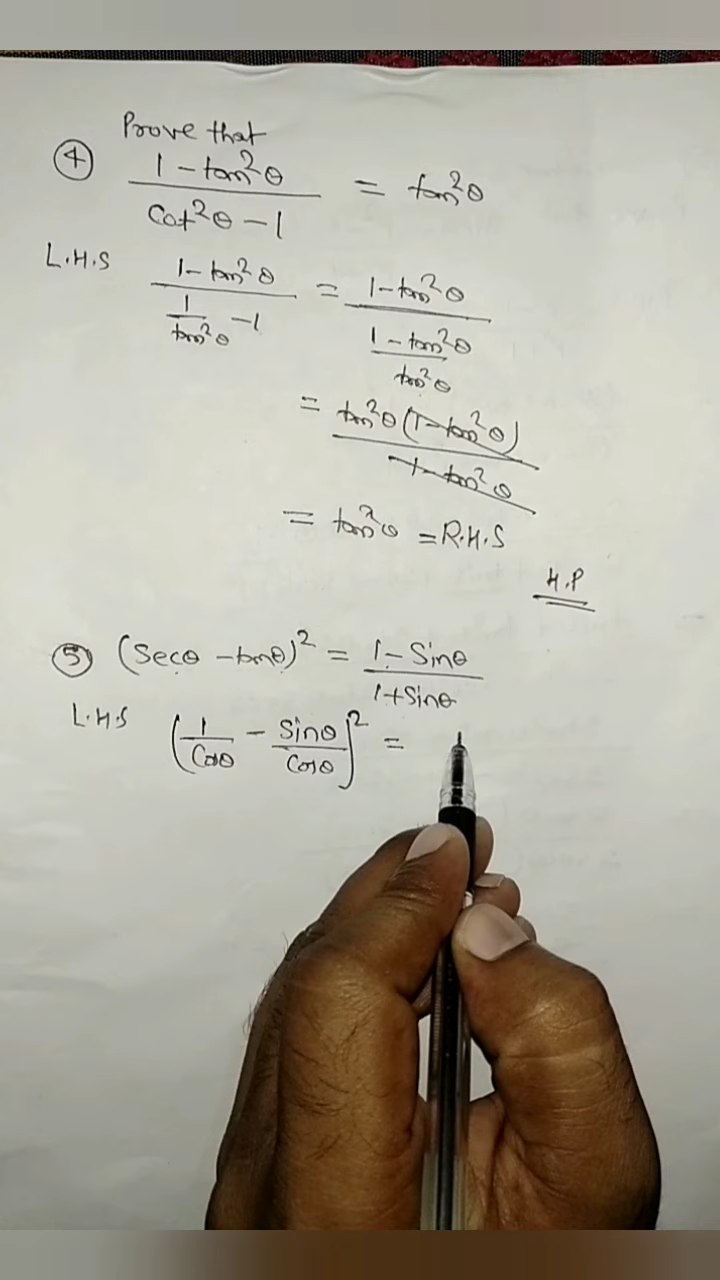 Prove that
④ (1 - tan²θ)/(Cot²θ - 1) = tan²θ
L.H.S (1 - tan²θ)/(1/tan²θ - 1) = (1 - tan²θ)/((1 - tan²θ)/tan²θ)
= tan²θ(1 - tan²θ)/(1 - tan²θ)
= tan²θ = R.H.S
H.P
⑤ (Secθ - tanθ)² = (1 - Sinθ)/(1 + Sinθ)
L.H.S (1/Cosθ - Sinθ/Cosθ)² =